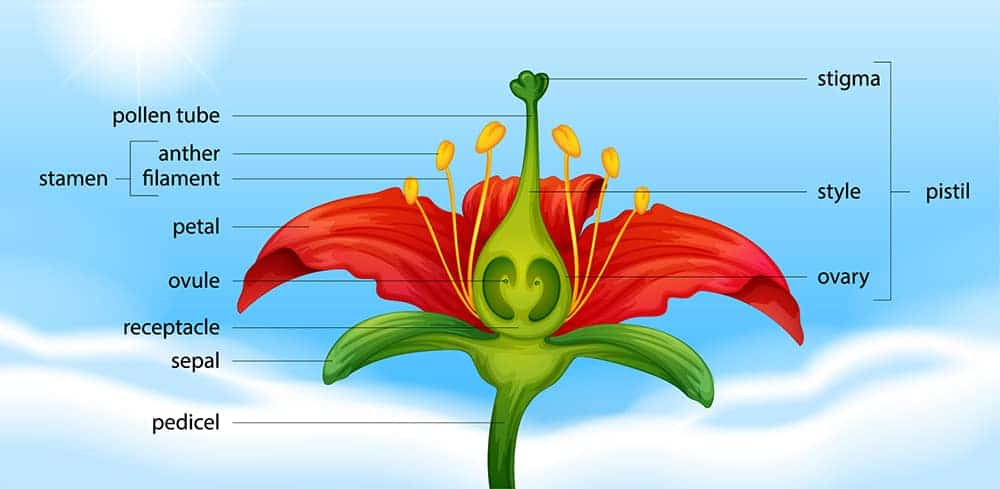 pollen tube
anther
stamen
filament
petal
ovule
receptacle
sepal
pedicel
stigma
style
pistil
ovary